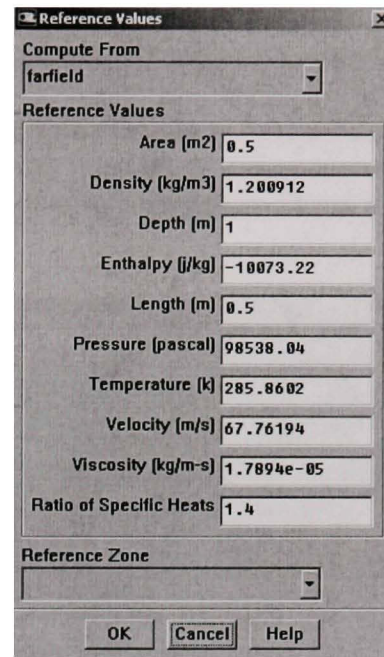 Reference Values
Compute From
farfield
Reference Values
Area (m2) 0.5
Density (kg/m3) 1.200912
Depth (m) 1
Enthalpy (j/kg) -10073.22
Length (m) 0.5
Pressure (pascal) 98538.04
Temperature (k) 285.8602
Velocity (m/s) 67.76194
Viscosity (kg/m-s) 1.7894e-05
Ratio of Specific Heats 1.4
Reference Zone
OK Cancel Help